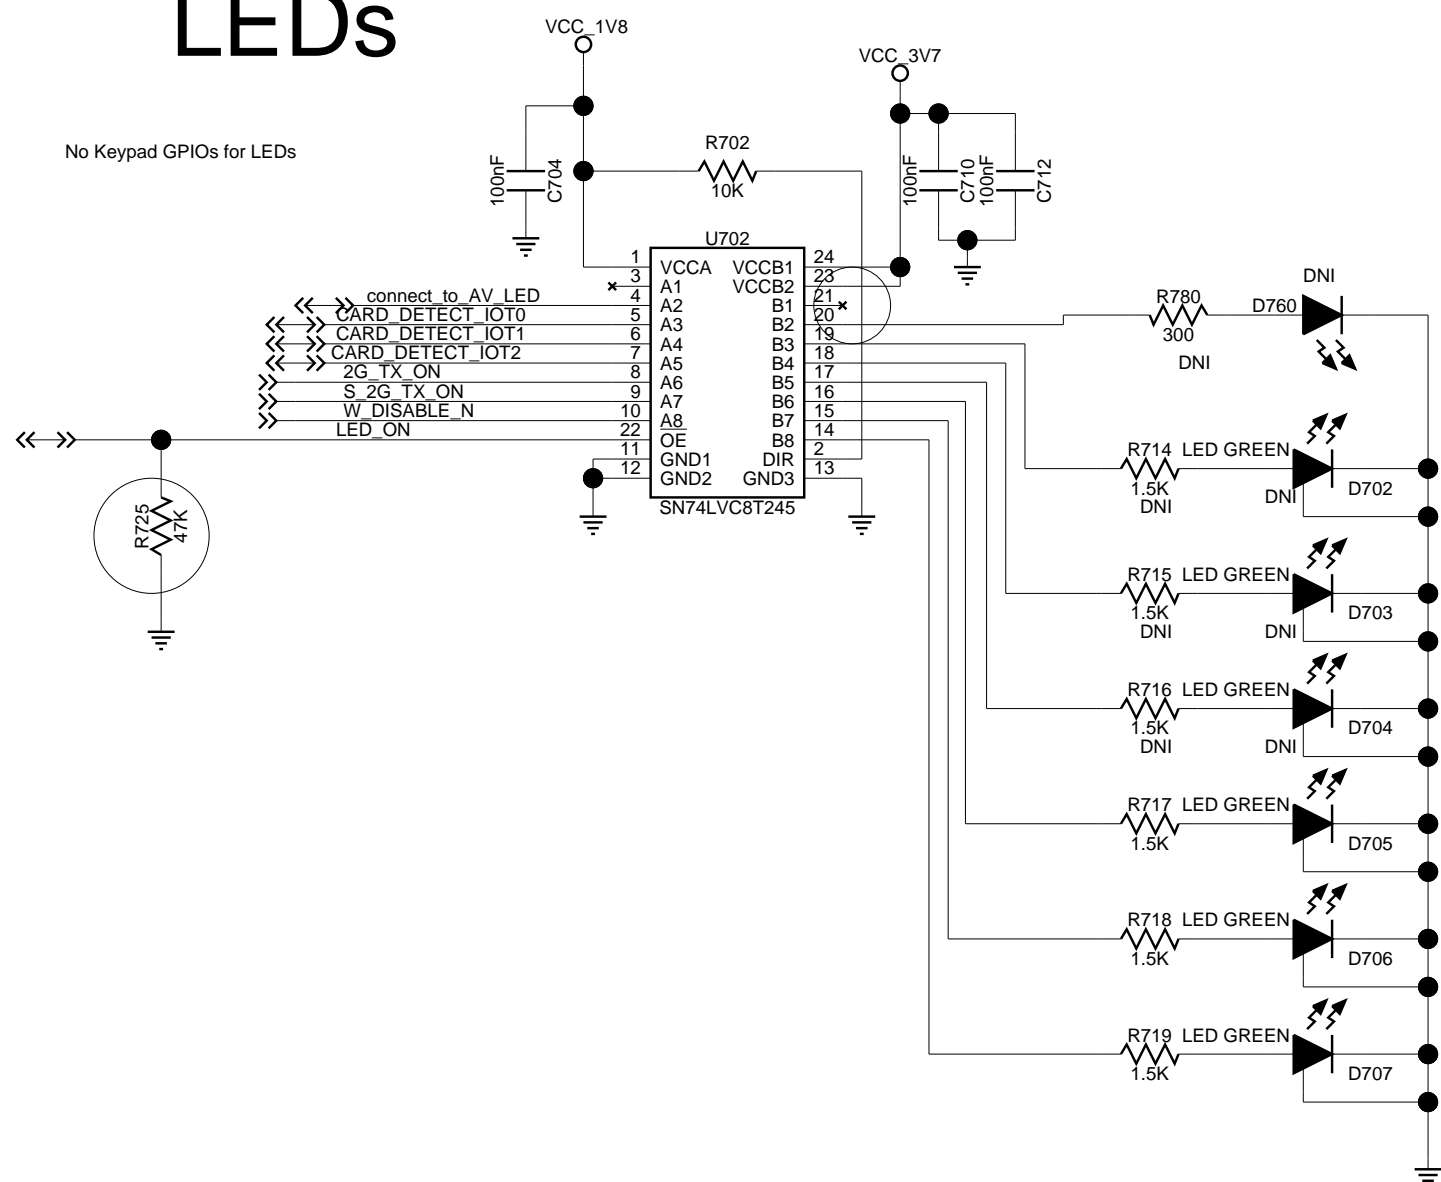 LEDs
No Keypad GPIOs for LEDs
VCC_1V8
VCC_3V7
100nF
C704
R702
10K
100nF
C710
100nF
C712
U702
1
VCCA
VCCB1
24
3
A1
VCCB2
23
connect_to_AV_LED
4
A2
B1
21
CARD_DETECT_IOT0
5
A3
B2
20
CARD_DETECT_IOT1
6
A4
B3
19
CARD_DETECT_IOT2
7
A5
B4
18
2G_TX_ON
8
A6
B5
17
S_2G_TX_ON
9
A7
B6
16
W_DISABLE_N
10
A8
B7
15
LED_ON
22
OE
B8
14
11
GND1
DIR
2
12
GND2
GND3
13
SN74LVC8T245
R725
47K
R780
300
DNI
D760
DNI
R714
1.5K
DNI
LED GREEN
DNI
D702
R715
1.5K
DNI
LED GREEN
DNI
D703
R716
1.5K
DNI
LED GREEN
DNI
D704
R717
1.5K
LED GREEN
D705
R718
1.5K
LED GREEN
D706
R719
1.5K
LED GREEN
D707